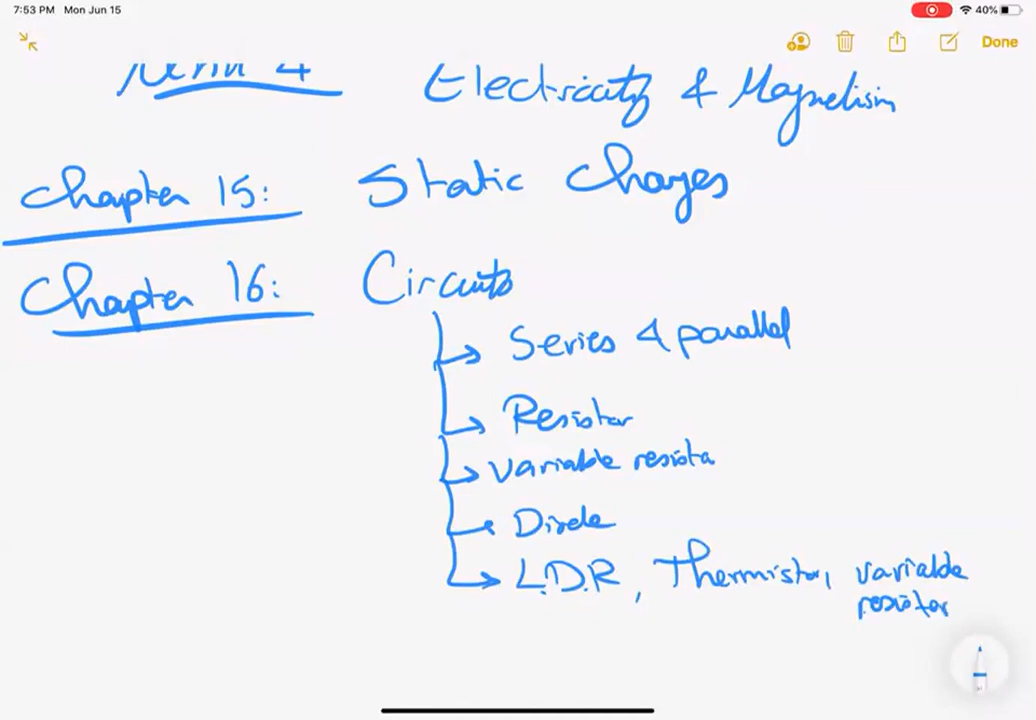 7:53 PM Mon Jun 15
40%
Done
4 Electricity & Magnetism
Chapter 15: Static Charges
Chapter 16: Circuits
Series & parallel
Resistor
variable resistor
Diode
L.D.R, Thermistor, variable
resistor